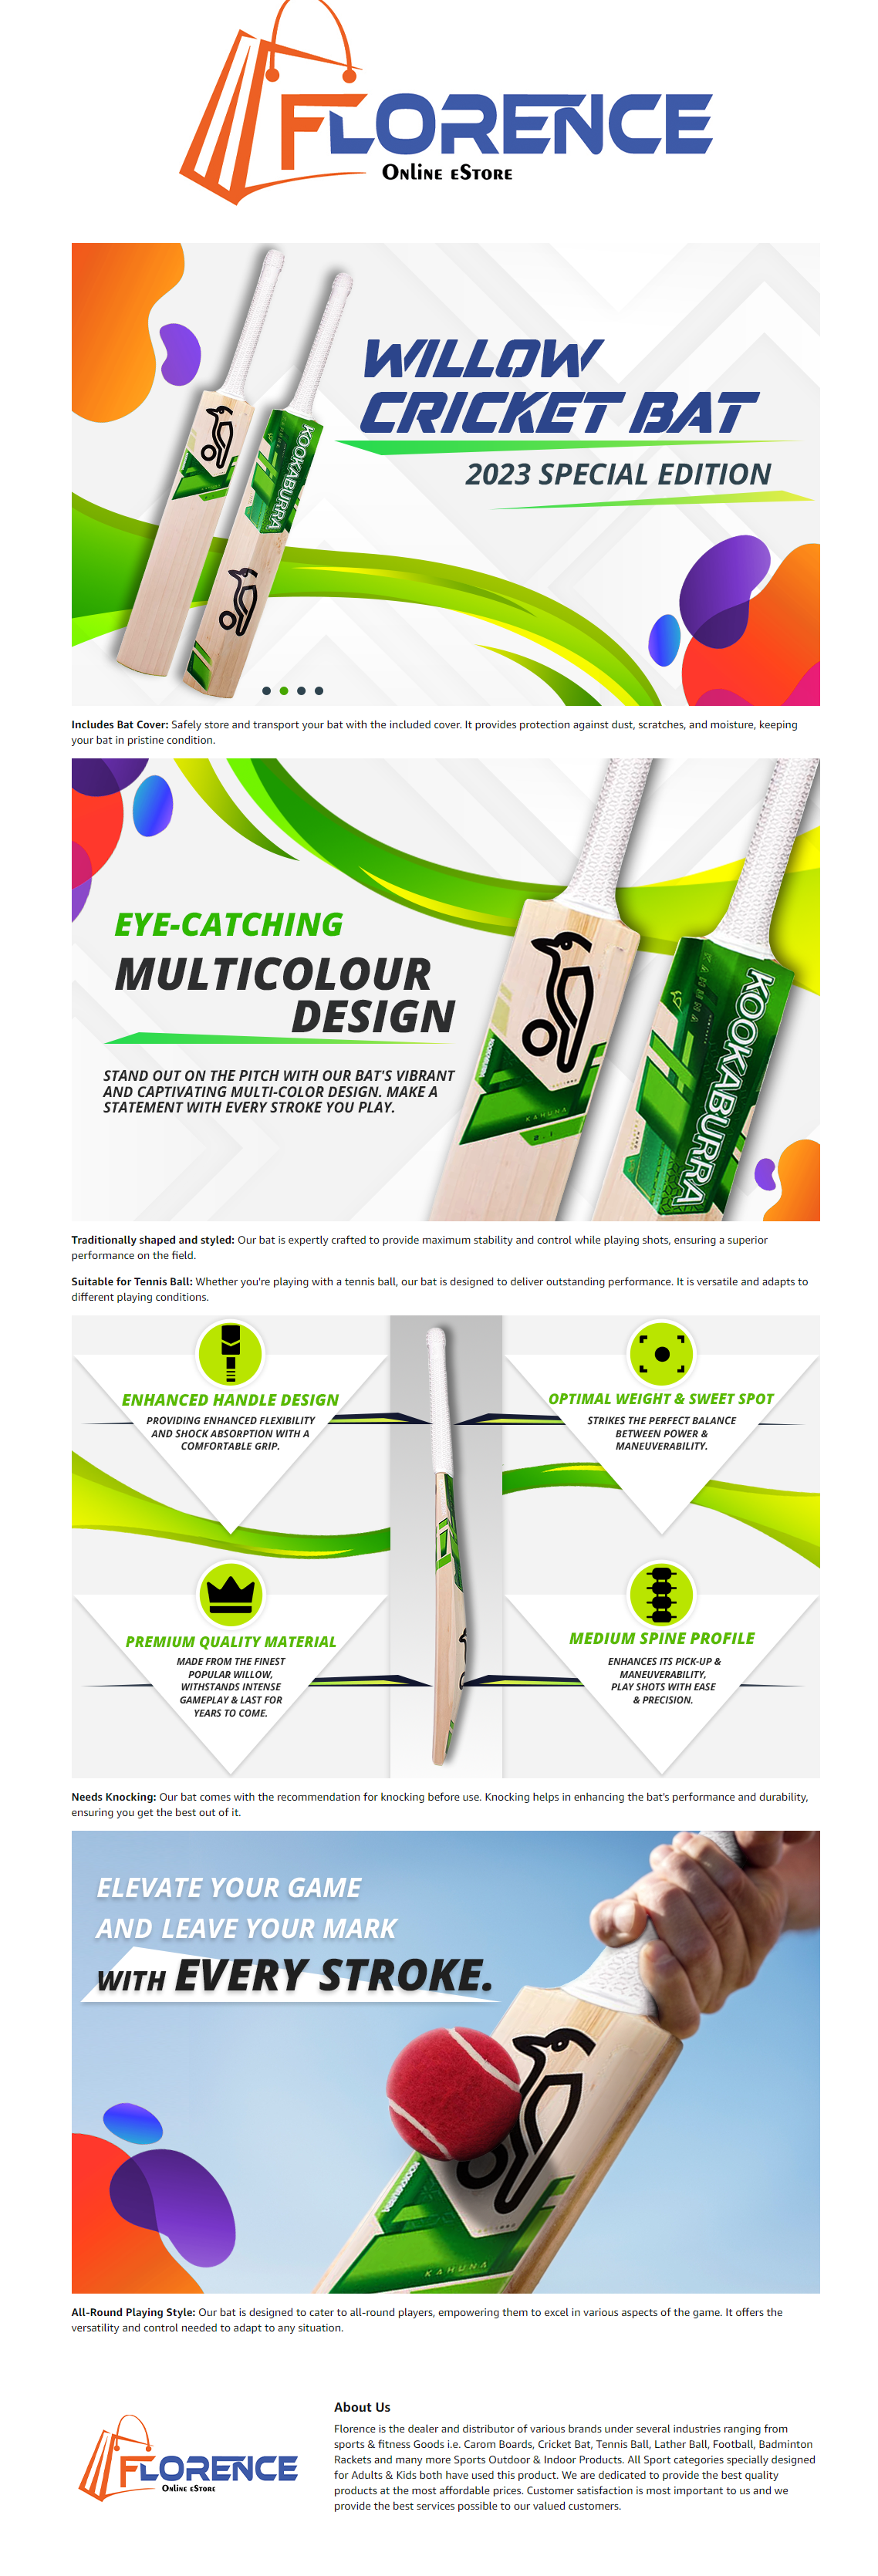 FLORENCE
Online eStore
WILLOW
CRICKET BAT
2023 SPECIAL EDITION
KOOKABURRA
Includes Bat Cover: Safely store and transport your bat with the included cover. It provides protection against dust, scratches, and moisture, keeping
your bat in pristine condition.
EYE-CATCHING
MULTICOLOUR
DESIGN
STAND OUT ON THE PITCH WITH OUR BAT'S VIBRANT
AND CAPTIVATING MULTI-COLOR DESIGN. MAKE A
STATEMENT WITH EVERY STROKE YOU PLAY.
KOOKABURRA
KAHUNA
KAHUNA
KOOKABURRA
Traditionally shaped and styled: Our bat is expertly crafted to provide maximum stability and control while playing shots, ensuring a superior
performance on the field.
Suitable for Tennis Ball: Whether you're playing with a tennis ball, our bat is designed to deliver outstanding performance. It is versatile and adapts to
different playing conditions.
ENHANCED HANDLE DESIGN
PROVIDING ENHANCED FLEXIBILITY
AND SHOCK ABSORPTION WITH A
COMFORTABLE GRIP.
OPTIMAL WEIGHT & SWEET SPOT
STRIKES THE PERFECT BALANCE
BETWEEN POWER &
MANEUVERABILITY.
PREMIUM QUALITY MATERIAL
MADE FROM THE FINEST
POPULAR WILLOW,
WITHSTANDS INTENSE
GAMEPLAY & LAST FOR
YEARS TO COME.
MEDIUM SPINE PROFILE
ENHANCES ITS PICK-UP &
MANEUVERABILITY,
PLAY SHOTS WITH EASE
& PRECISION.
Needs Knocking: Our bat comes with the recommendation for knocking before use. Knocking helps in enhancing the bat's performance and durability,
ensuring you get the best out of it.
ELEVATE YOUR GAME
AND LEAVE YOUR MARK
WITH EVERY STROKE.
KOOKABURRA
KAHUNA
All-Round Playing Style: Our bat is designed to cater to all-round players, empowering them to excel in various aspects of the game. It offers the
versatility and control needed to adapt to any situation.
FLORENCE
Online eStore
About Us
Florence is the dealer and distributor of various brands under several industries ranging from
sports & fitness Goods i.e. Carom Boards, Cricket Bat, Tennis Ball, Lather Ball, Football, Badminton
Rackets and many more Sports Outdoor & Indoor Products. All Sport categories specially designed
for Adults & Kids both have used this product. We are dedicated to provide the best quality
products at the most affordable prices. Customer satisfaction is most important to us and we
provide the best services possible to our valued customers.